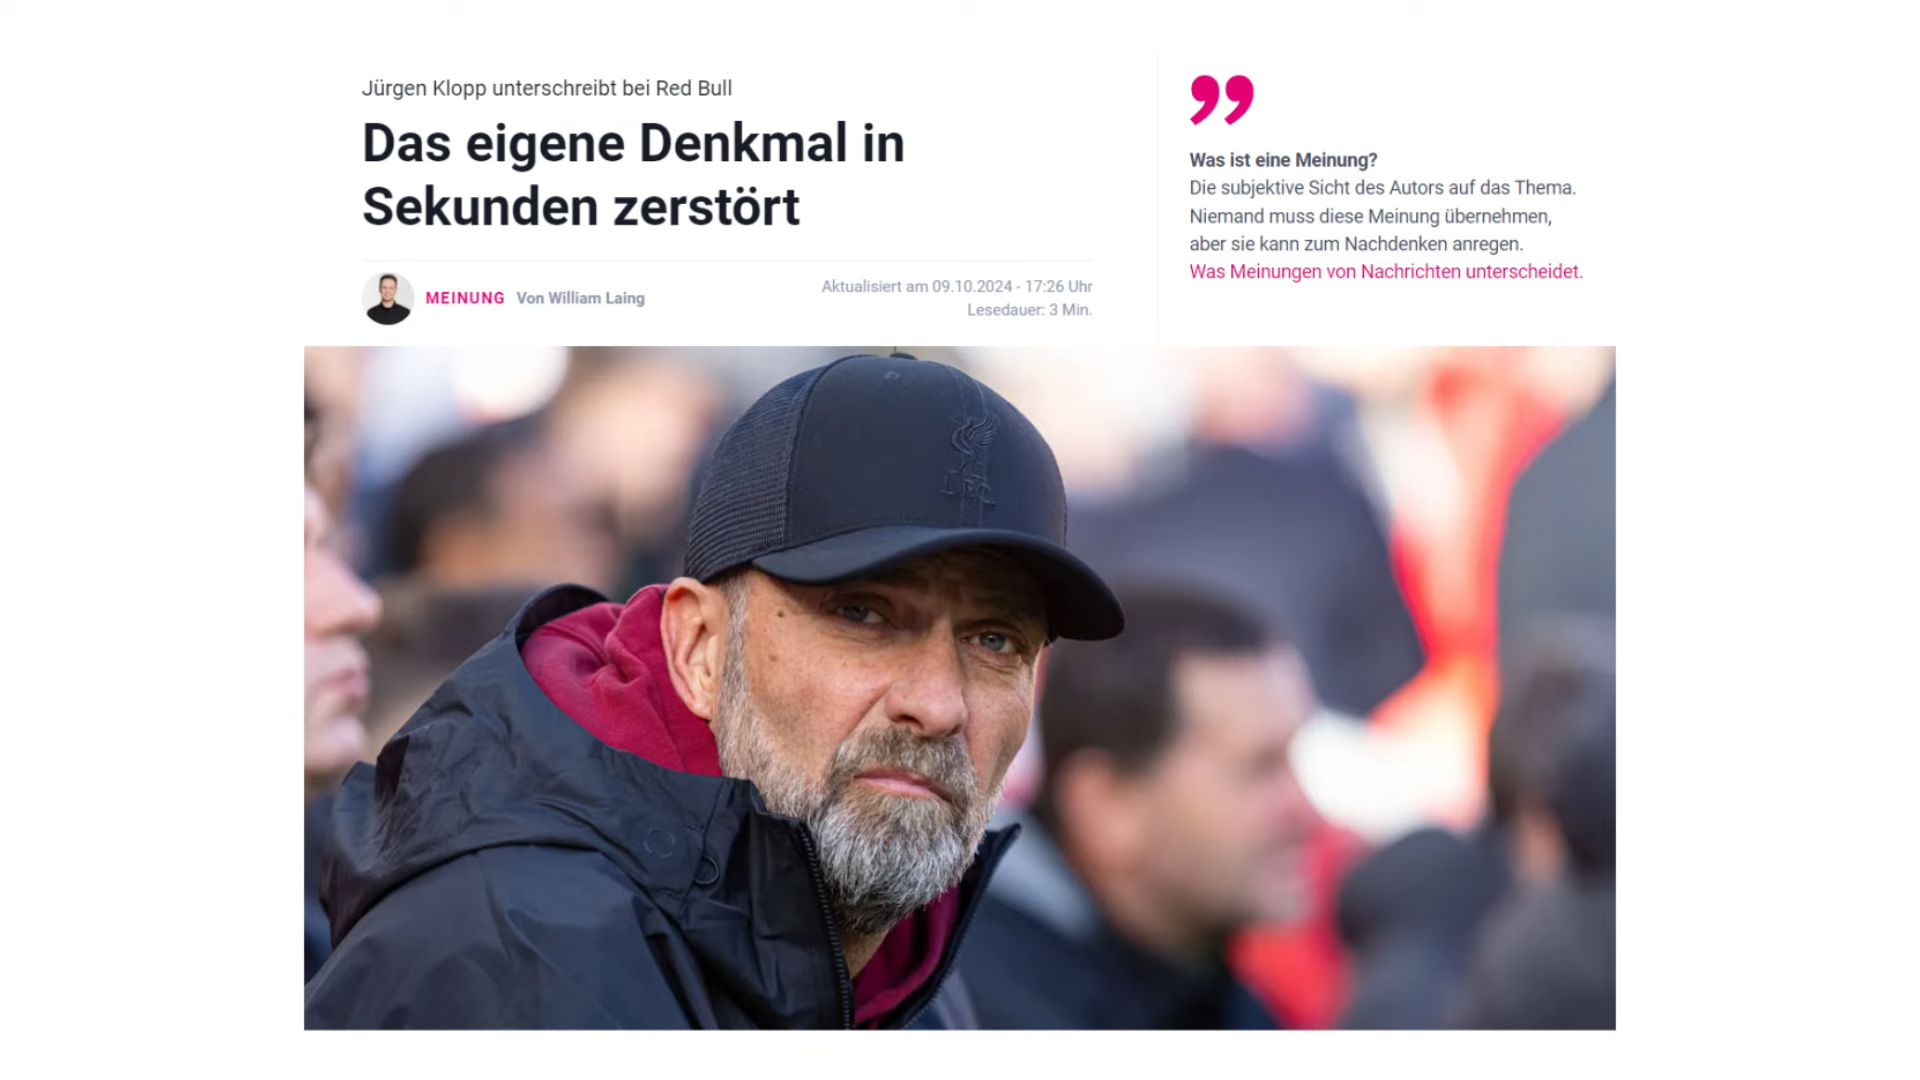 Jürgen Klopp unterschreibt bei Red Bull
Das eigene Denkmal in
Sekunden zerstört
MEINUNG Von William Laing
Aktualisiert am 09.10.2024 - 17:26 Uhr
Lesedauer: 3 Min.
Was ist eine Meinung?
Die subjektive Sicht des Autors auf das Thema.
Niemand muss diese Meinung übernehmen,
aber sie kann zum Nachdenken anregen.
Was Meinungen von Nachrichten unterscheidet.
L.F.C.